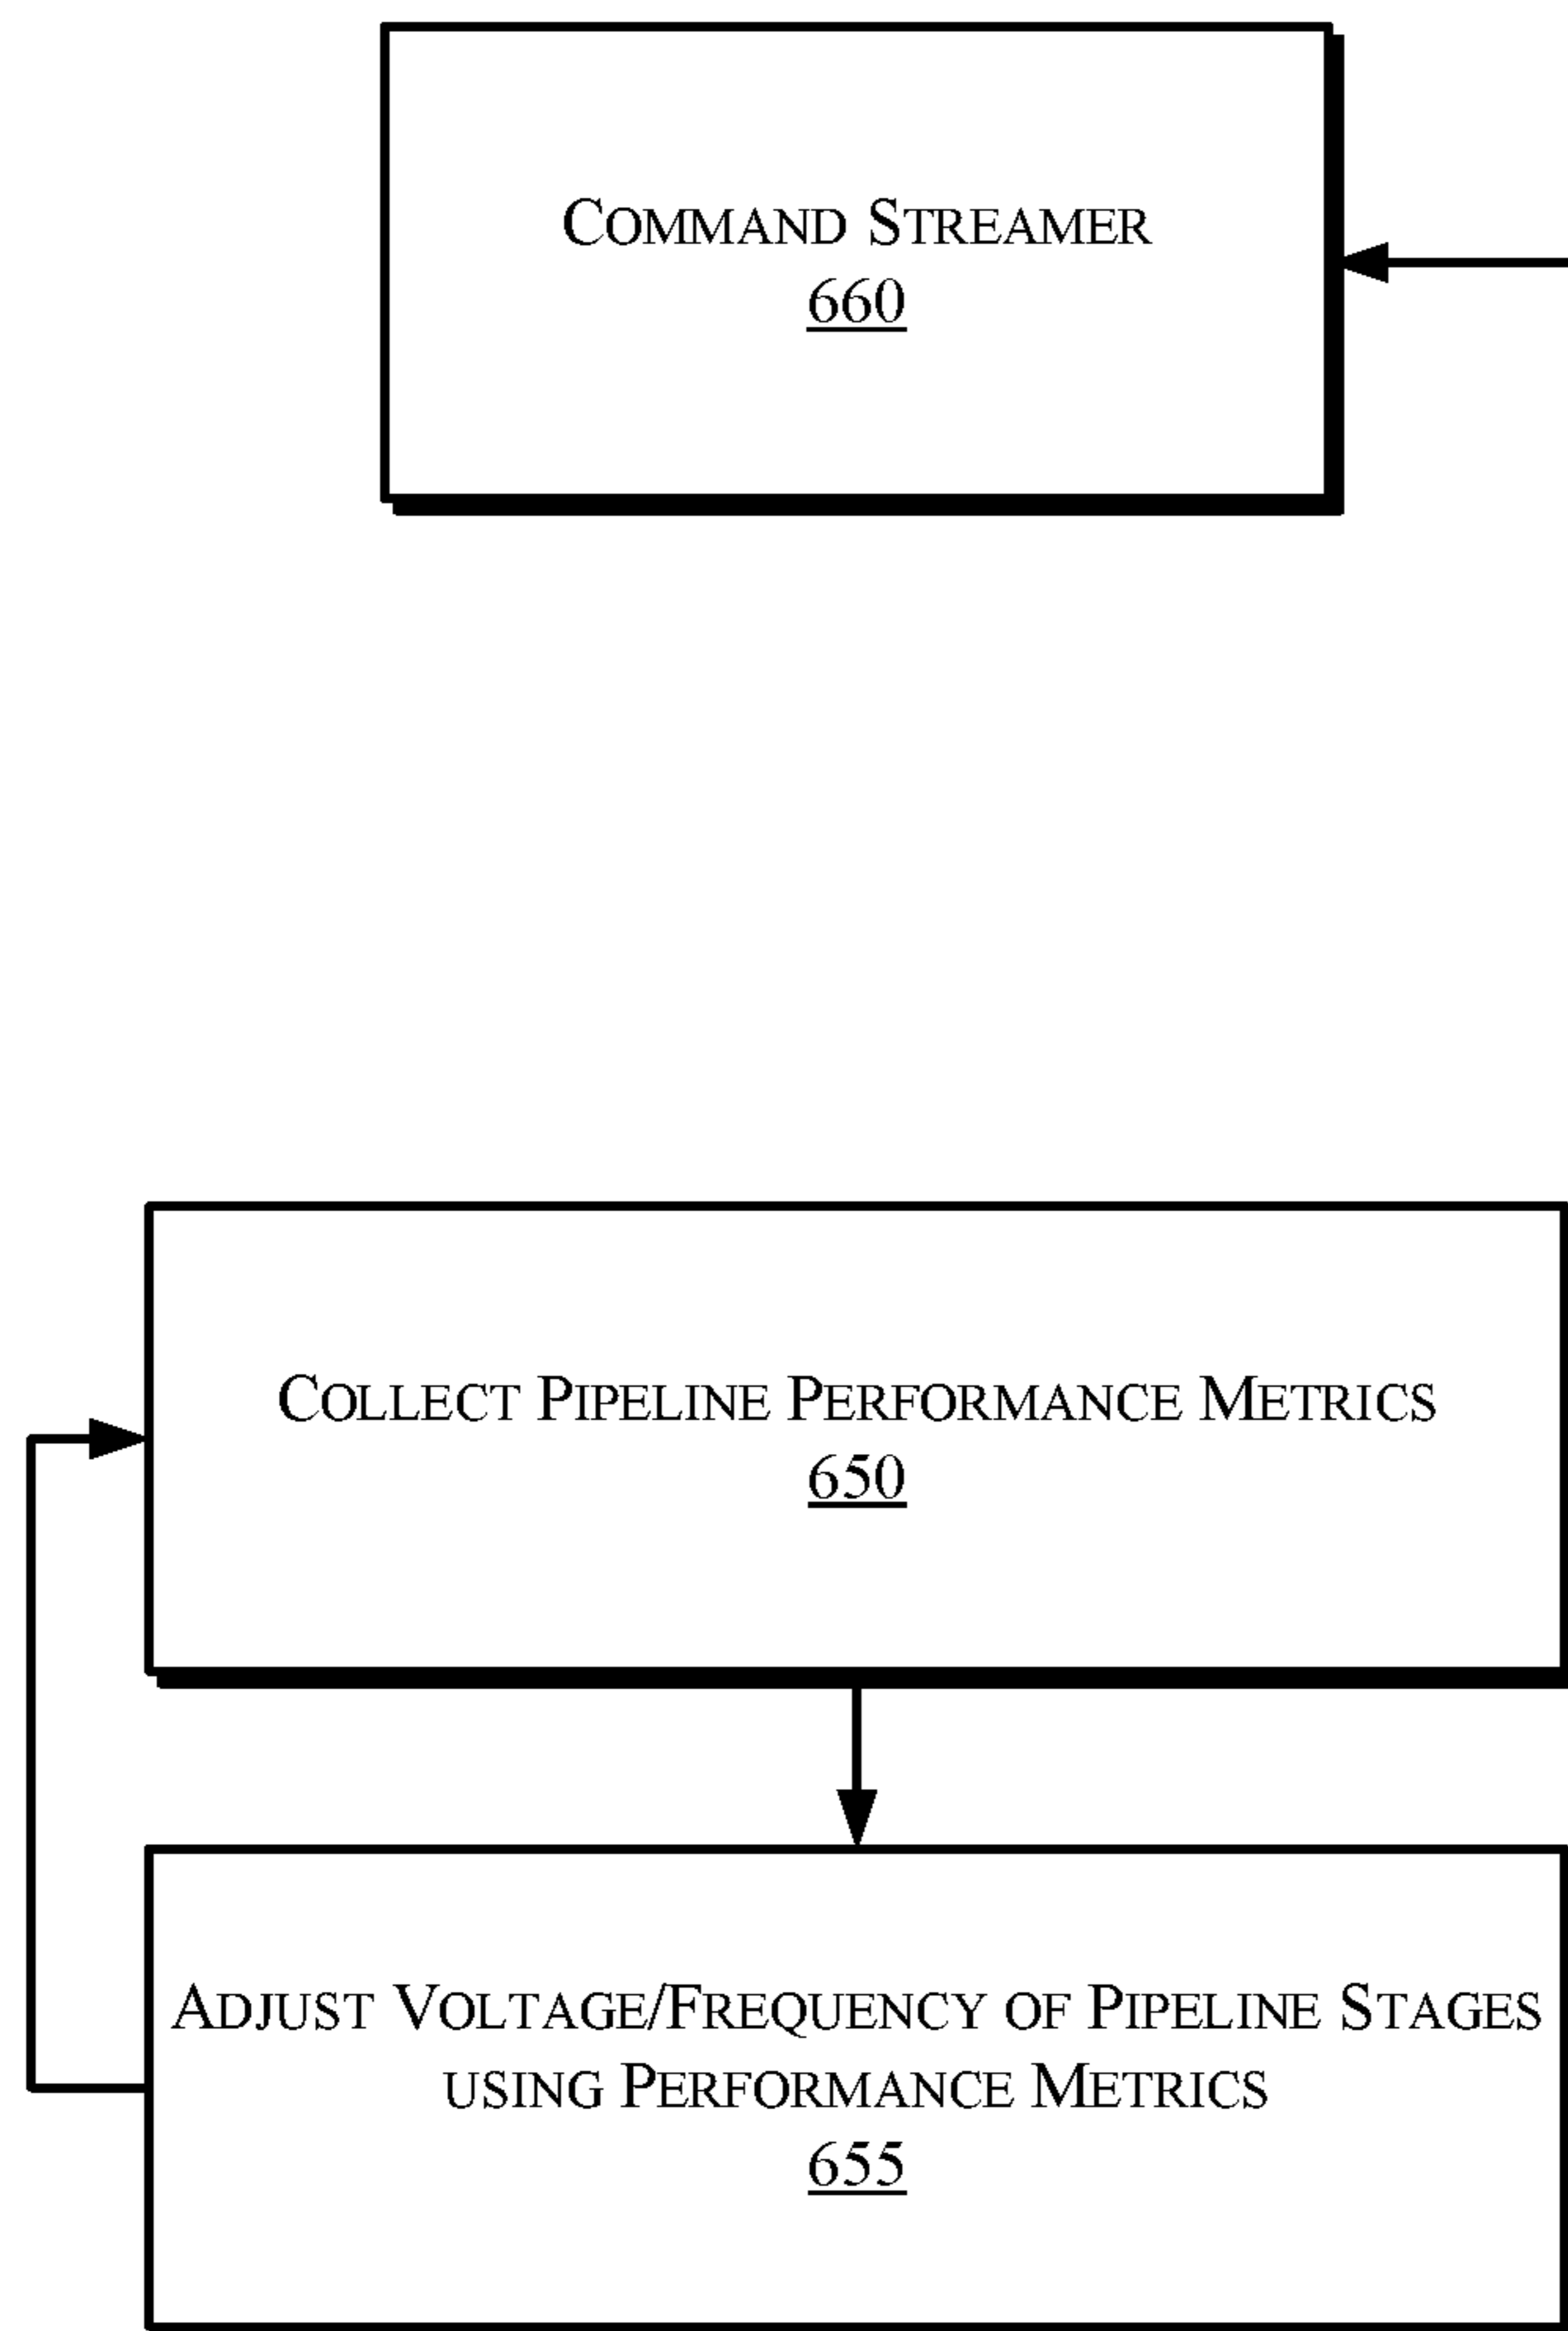 COMMAND STREAMER
660
COLLECT PIPELINE PERFORMANCE METRICS
650
ADJUST VOLTAGE/FREQUENCY OF PIPELINE STAGES
USING PERFORMANCE METRICS
655